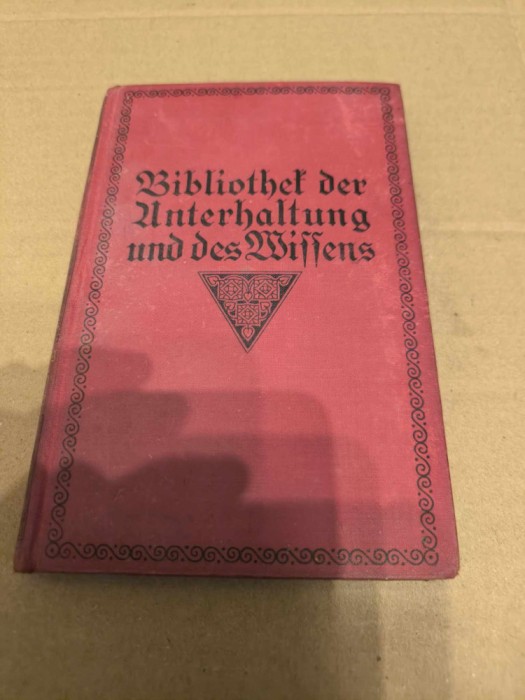 Bibliothek der
Unterhaltung
und des Wissens